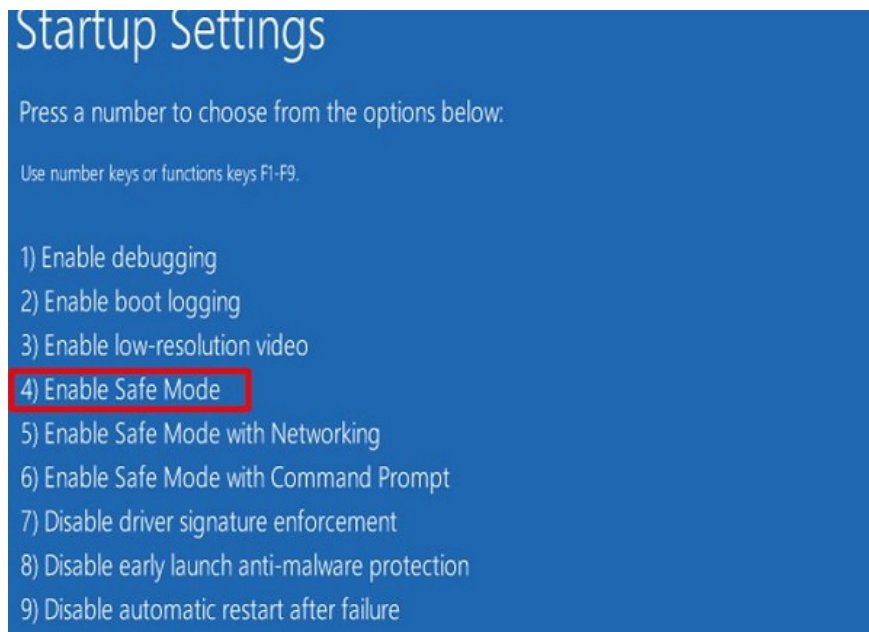 Startup Settings
Press a number to choose from the options below:
Use number keys or functions keys F1-F9.
1) Enable debugging
2) Enable boot logging
3) Enable low-resolution video
4) Enable Safe Mode
5) Enable Safe Mode with Networking
6) Enable Safe Mode with Command Prompt
7) Disable driver signature enforcement
8) Disable early launch anti-malware protection
9) Disable automatic restart after failure